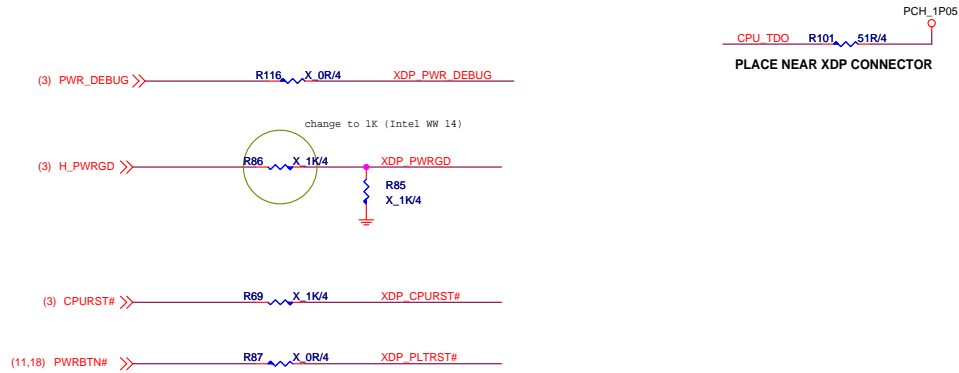 PCH_1P05
CPU_TDO R101 51R/4
PLACE NEAR XDP CONNECTOR
(3) PWR_DEBUG R116 X_0R/4 XDP_PWR_DEBUG
change to 1K (Intel WW 14)
(3) H_PWRGD R86 X_1K/4 XDP_PWRGD
R85
X_1K/4
(3) CPURST# R69 X_1K/4 XDP_CPURST#
(11,18) PWRBTN# R87 X_0R/4 XDP_PLTRST#